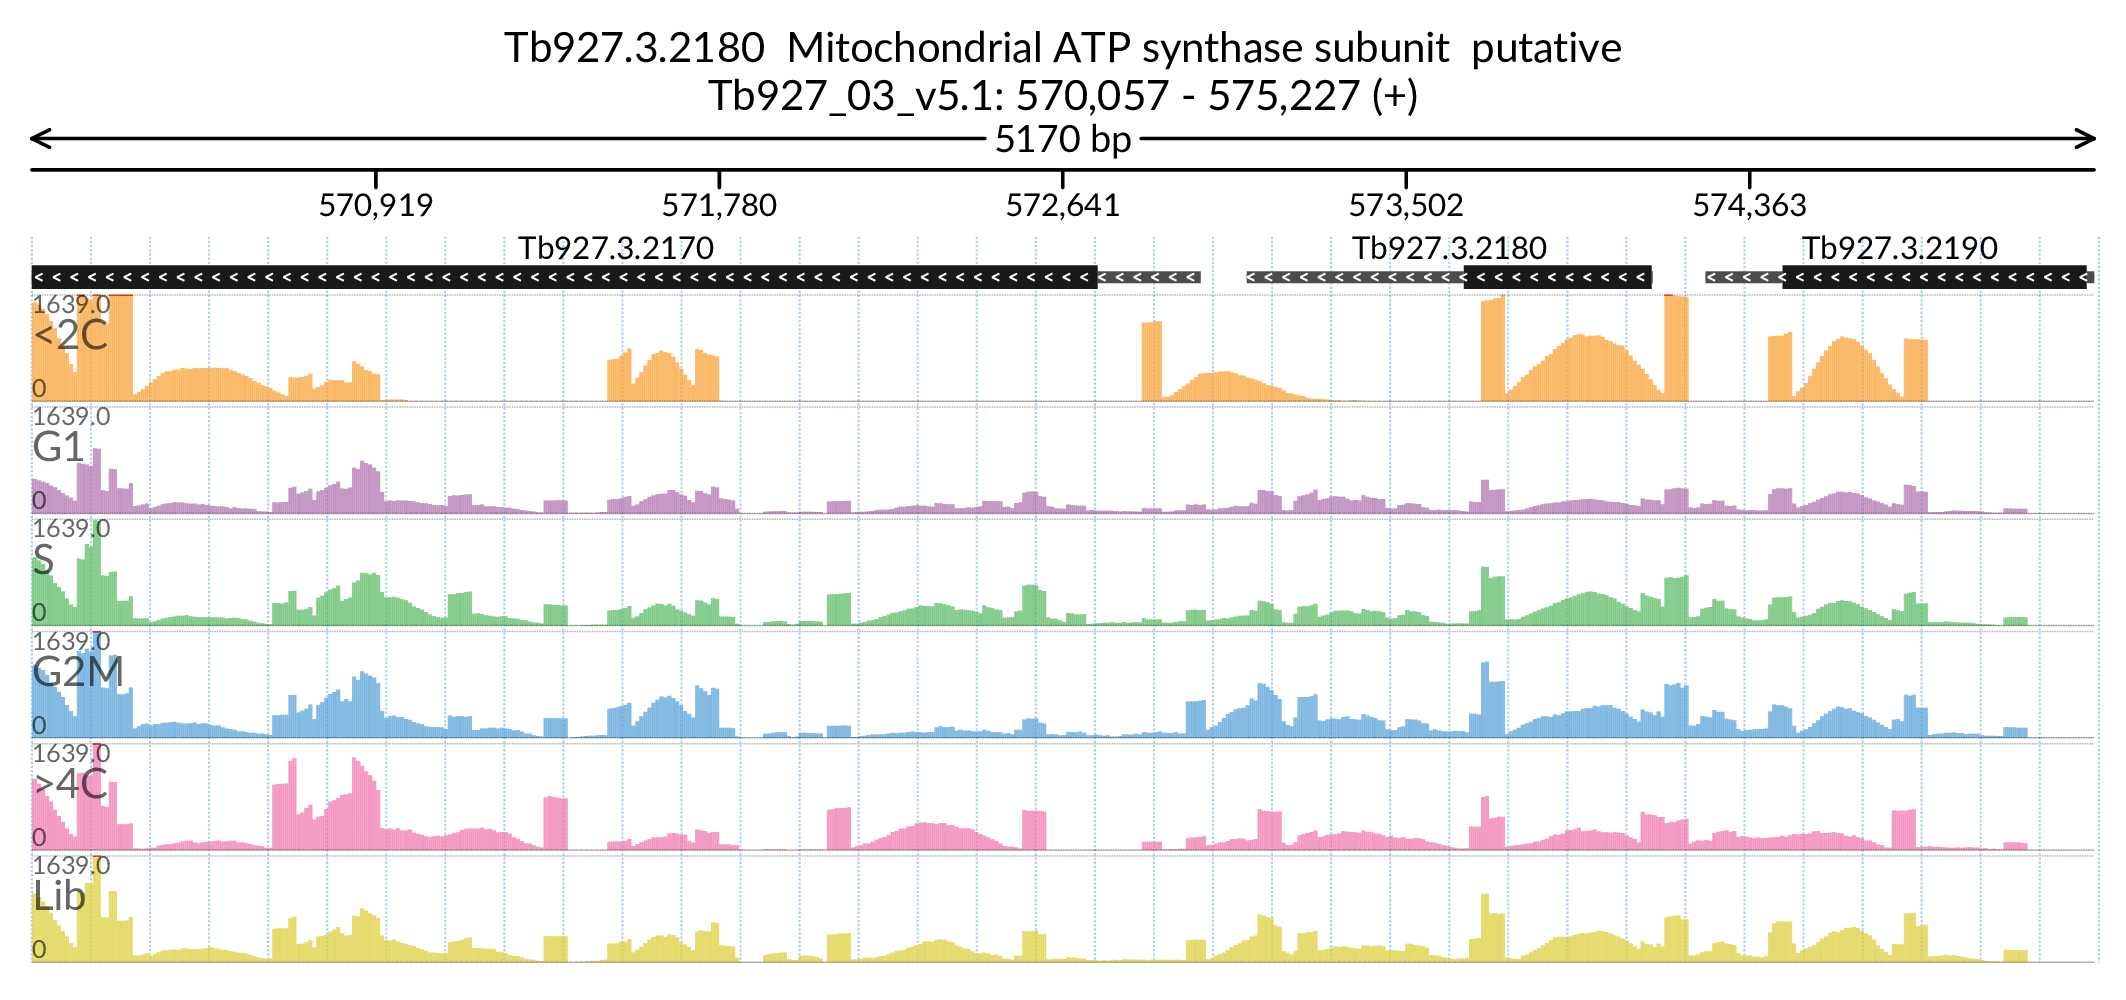 Tb927.3.2180 Mitochondrial ATP synthase subunit putative
Tb927_03_v5.1: 570,057 - 575,227 (+)
5170 bp
570,919 571,780 572,641 573,502 574,363
Tb927.3.2170 Tb927.3.2180 Tb927.3.2190
1639.0
<2C
0
1639.0
G1
0
1639.0
S
0
1639.0
G2M
0
1639.0
>4C
0
1639.0
Lib
0